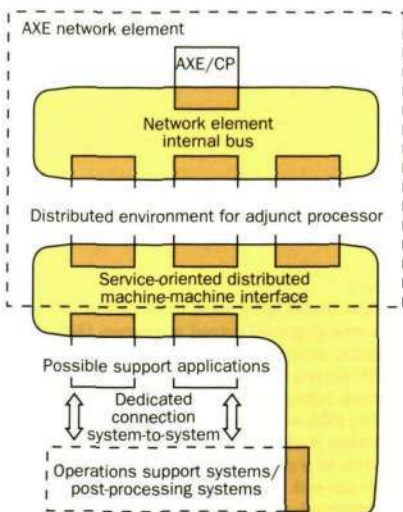 AXE network element
AXE/CP
Network element
internal bus
Distributed environment for adjunct processor
Service-oriented distributed
machine-machine interface
Possible support applications
Dedicated
connection
system-to-system
Operations support systems/
post-processing systems